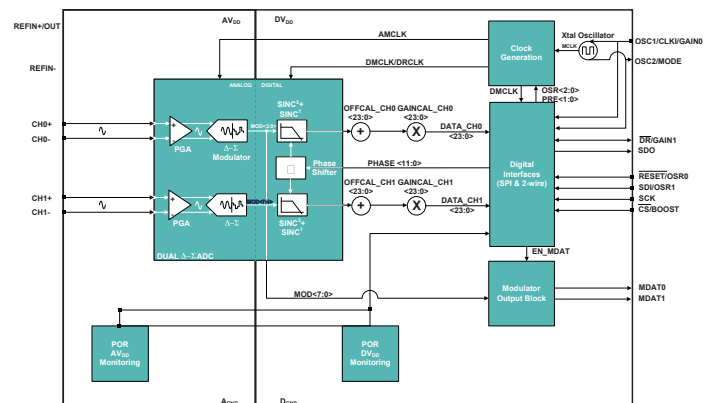 AVDD
DVDD
REFIN+/OUT
REFIN-
AMCLK
DMCLK/DRCLK
Clock
Generation
Xtal Oscillator
MCLK
OSC1/CLKI/GAIN0
OSC2/MODE
DMCLK
OSR<2:0>
PRE<1:0>
ANALOG
DIGITAL
SINC3+
SINC1
CH0+
CH0-
PGA
Δ–Σ
Modulator
MOD<3:0>
OFFCAL_CH0
<23:0>
+
GAINCAL_CH0
<23:0>
X
DATA_CH0
<23:0>
Phase
Shifter
PHASE <11:0>
Digital
Interfaces
(SPI & 2-wire)
DR/GAIN1
SDO
RESET/OSR0
SDI/OSR1
SCK
CS/BOOST
CH1+
CH1-
PGA
Δ–Σ
MOD<7:4>
SINC3+
SINC1
OFFCAL_CH1
<23:0>
+
GAINCAL_CH1
<23:0>
X
DATA_CH1
<23:0>
DUAL Δ–Σ ADC
EN_MDAT
MOD<7:0>
Modulator
Output Block
MDAT0
MDAT1
POR
AVDD
Monitoring
POR
DVDD
Monitoring
AGND
DGND